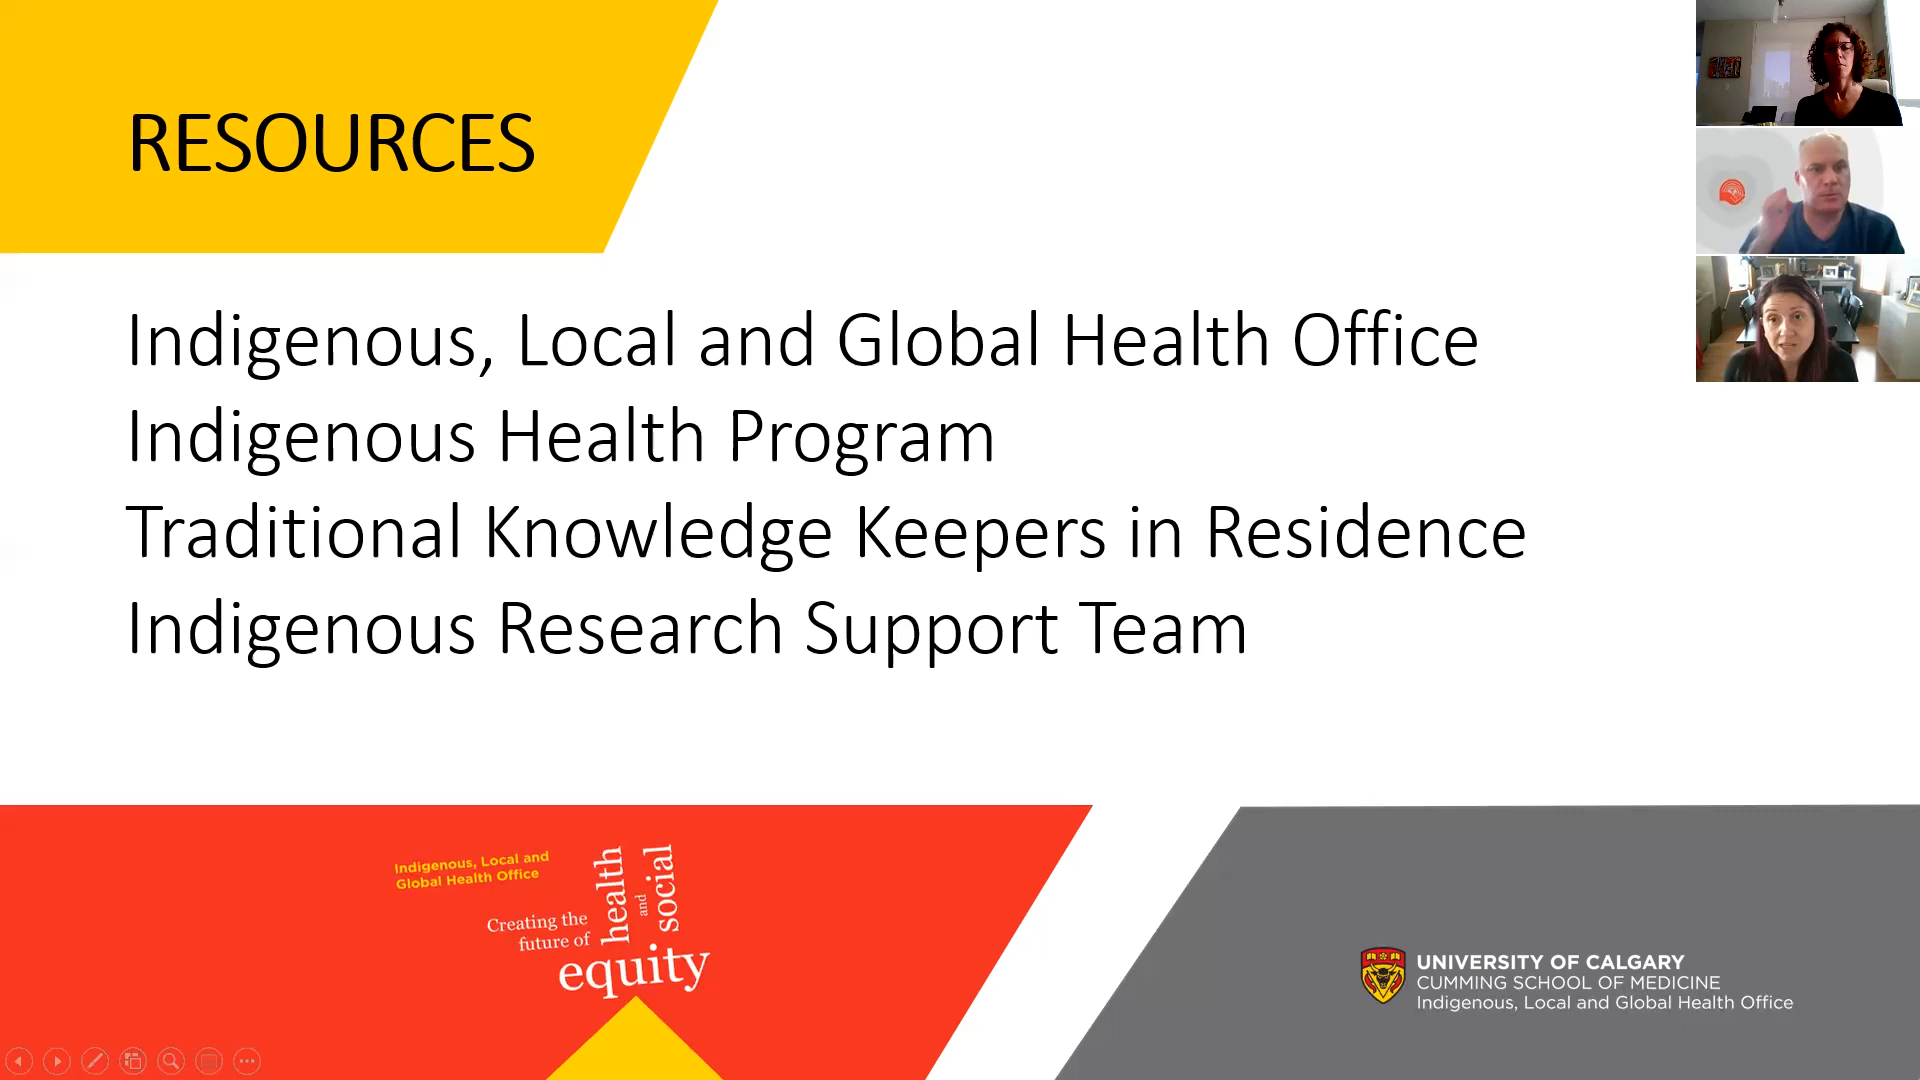 RESOURCES
Indigenous, Local and Global Health Office
Indigenous Health Program
Traditional Knowledge Keepers in Residence
Indigenous Research Support Team
Indigenous, Local and
Global Health Office
Creating the
future of
health
and
social
equity
UNIVERSITY OF CALGARY
CUMMING SCHOOL OF MEDICINE
Indigenous, Local and Global Health Office